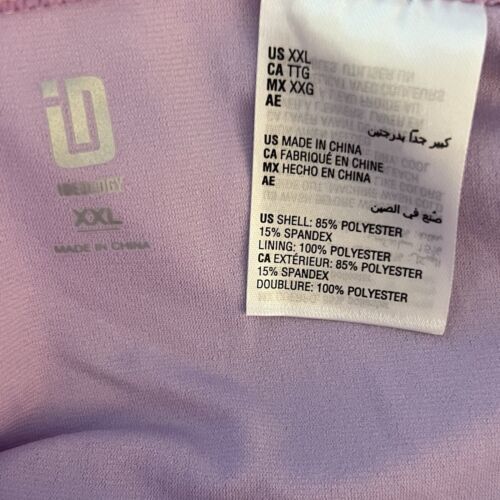 iD
IDEOLOGY
XXL
MADE IN CHINA
US XXL
CA TTG
MX XXG
AE
كبير جدًا بدرجتين
US MADE IN CHINA
CA FABRIQUÉ EN CHINE
MX HECHO EN CHINA
AE
صُنع في الصين
US SHELL: 85% POLYESTER
15% SPANDEX
LINING: 100% POLYESTER
CA EXTÉRIEUR: 85% POLYESTER
15% SPANDEX
DOUBLURE: 100% POLYESTER